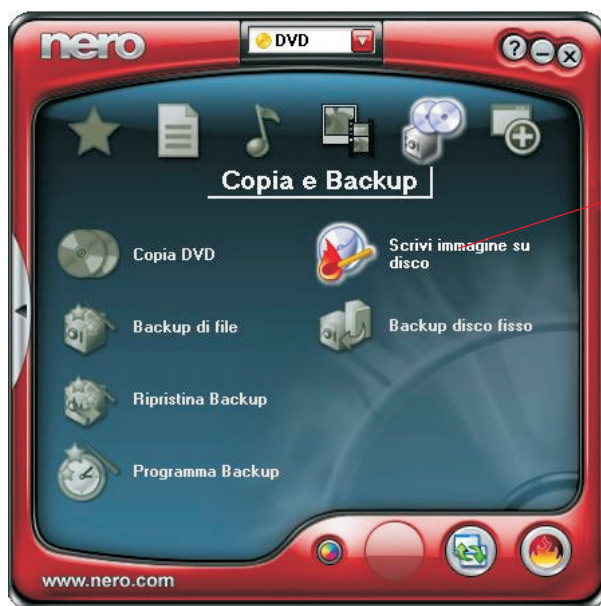 nero
DVD
?
Copia e Backup
Copia DVD
Scrivi immagine su
disco
Backup di file
Backup disco fisso
Ripristina Backup
Programma Backup
www.nero.com